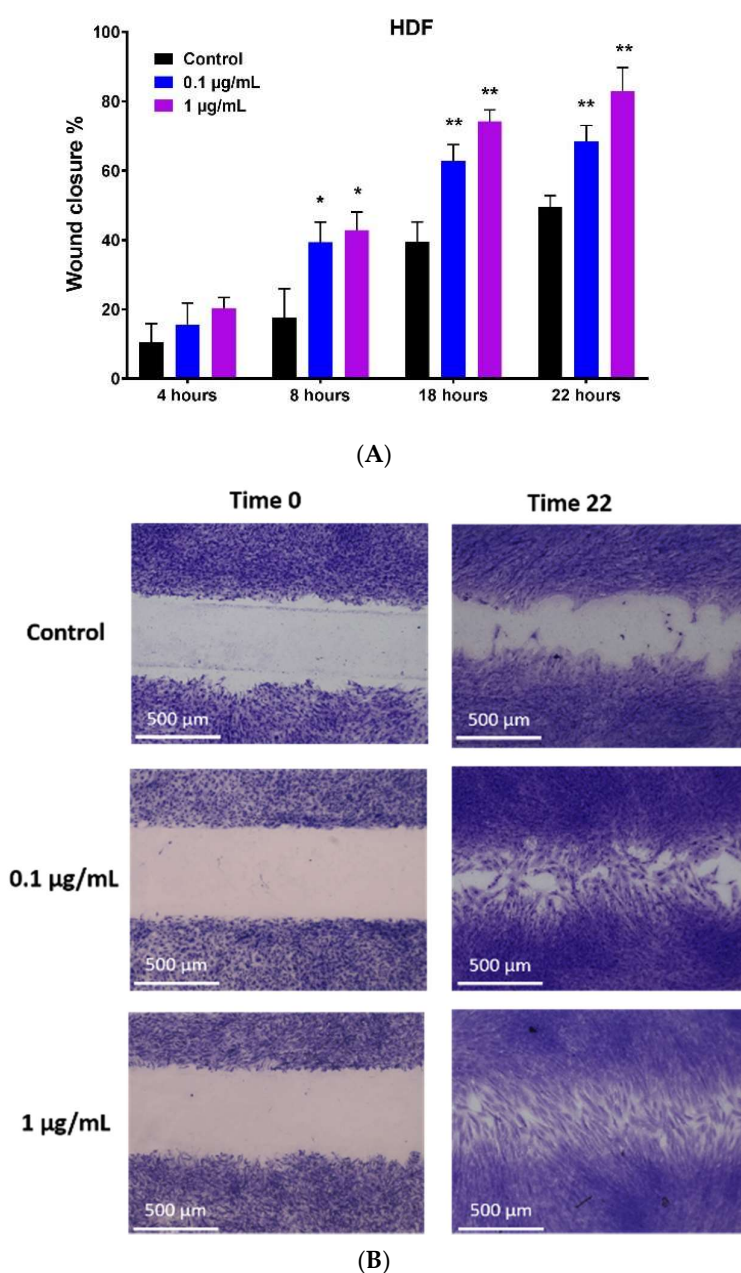 HDF
Control
0.1 µg/mL
1 µg/mL
Wound closure %
100
80
60
40
20
0
*
*
**
**
**
**
4 hours
8 hours
18 hours
22 hours
(A)
Time 0
Time 22
Control
500 µm
500 µm
0.1 µg/mL
500 µm
500 µm
1 µg/mL
500 µm
500 µm
(B)